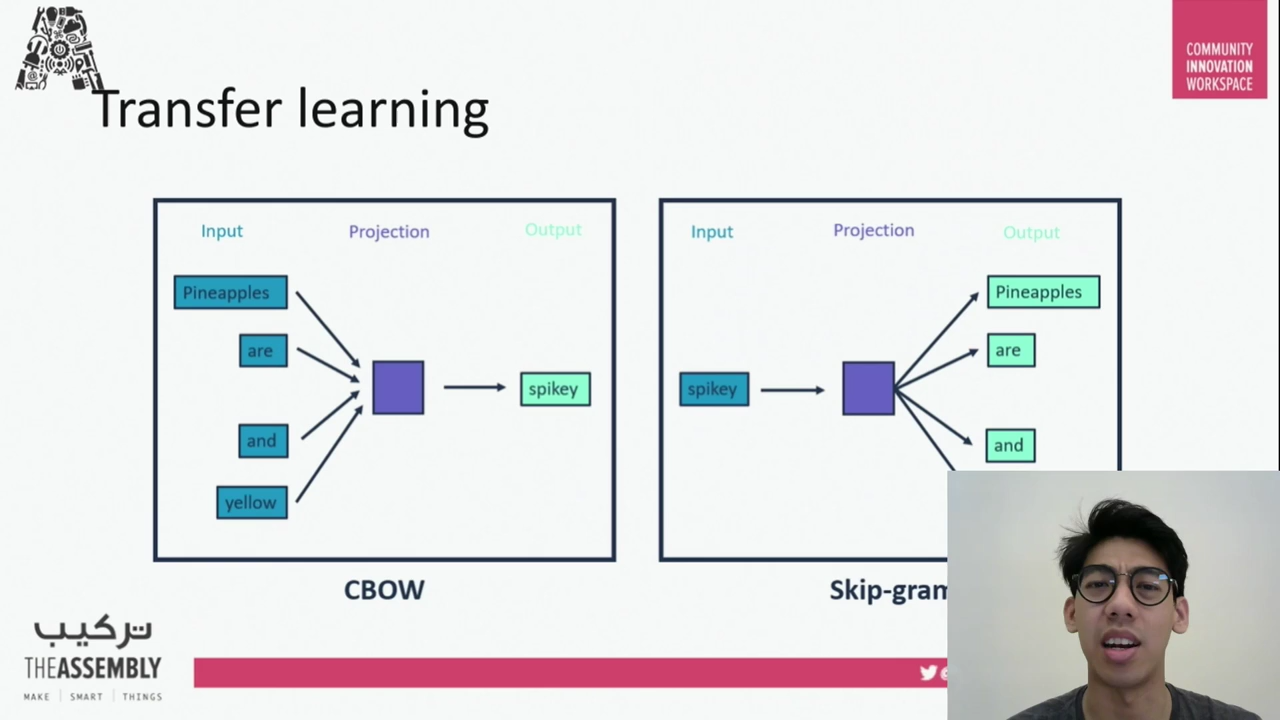 COMMUNITY
INNOVATION
WORKSPACE
Transfer learning
Input Projection Output
Pineapples
are
and
yellow
spikey
CBOW
Input Projection Output
spikey
Pineapples
are
and
Skip-gram
تركيب
THEASSEMBLY
MAKE | SMART | THINGS